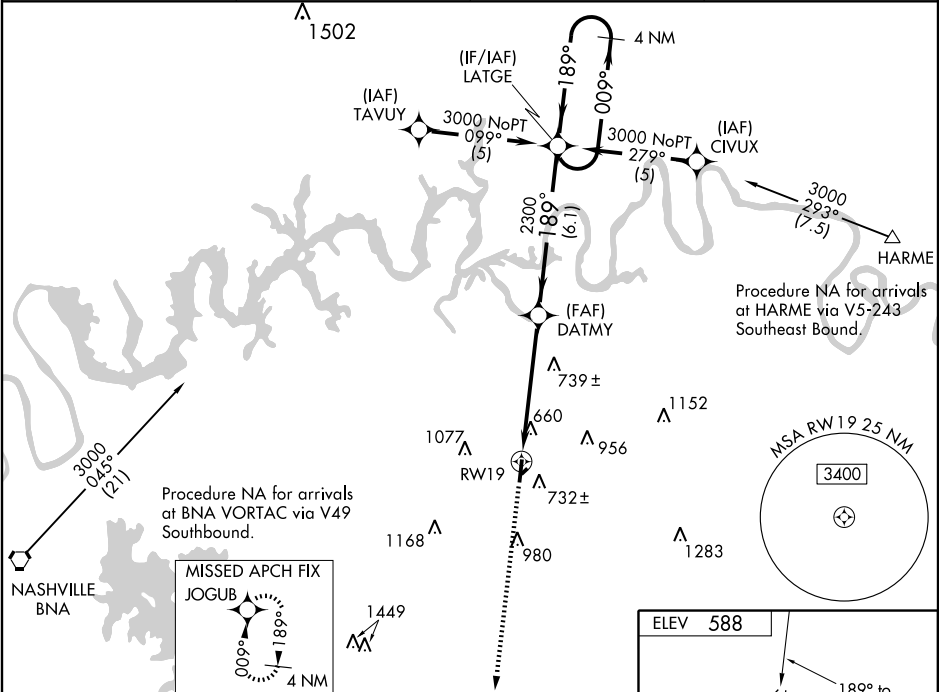 1502
4 NM
(IF/IAF)
LATGE
189°
009°
(IAF)
TAVUY
3000 NoPT
099°
(5)
3000 NoPT
279°
(5)
(IAF)
CIVUX
3000
293°
(7.5)
HARME
2300
189°
(6.1)
Procedure NA for arrivals
at HARME via V5-243
Southeast Bound.
(FAF)
DATMY
739 ±
660
1152
1077
956
RW19
732 ±
MSA RW19 25 NM
3400
3000
045°
(21)
Procedure NA for arrivals
at BNA VORTAC via V49
Southbound.
1168
980
1283
NASHVILLE
BNA
MISSED APCH FIX
JOGUB
009°
189°
4 NM
1449
ELEV 588
189° to